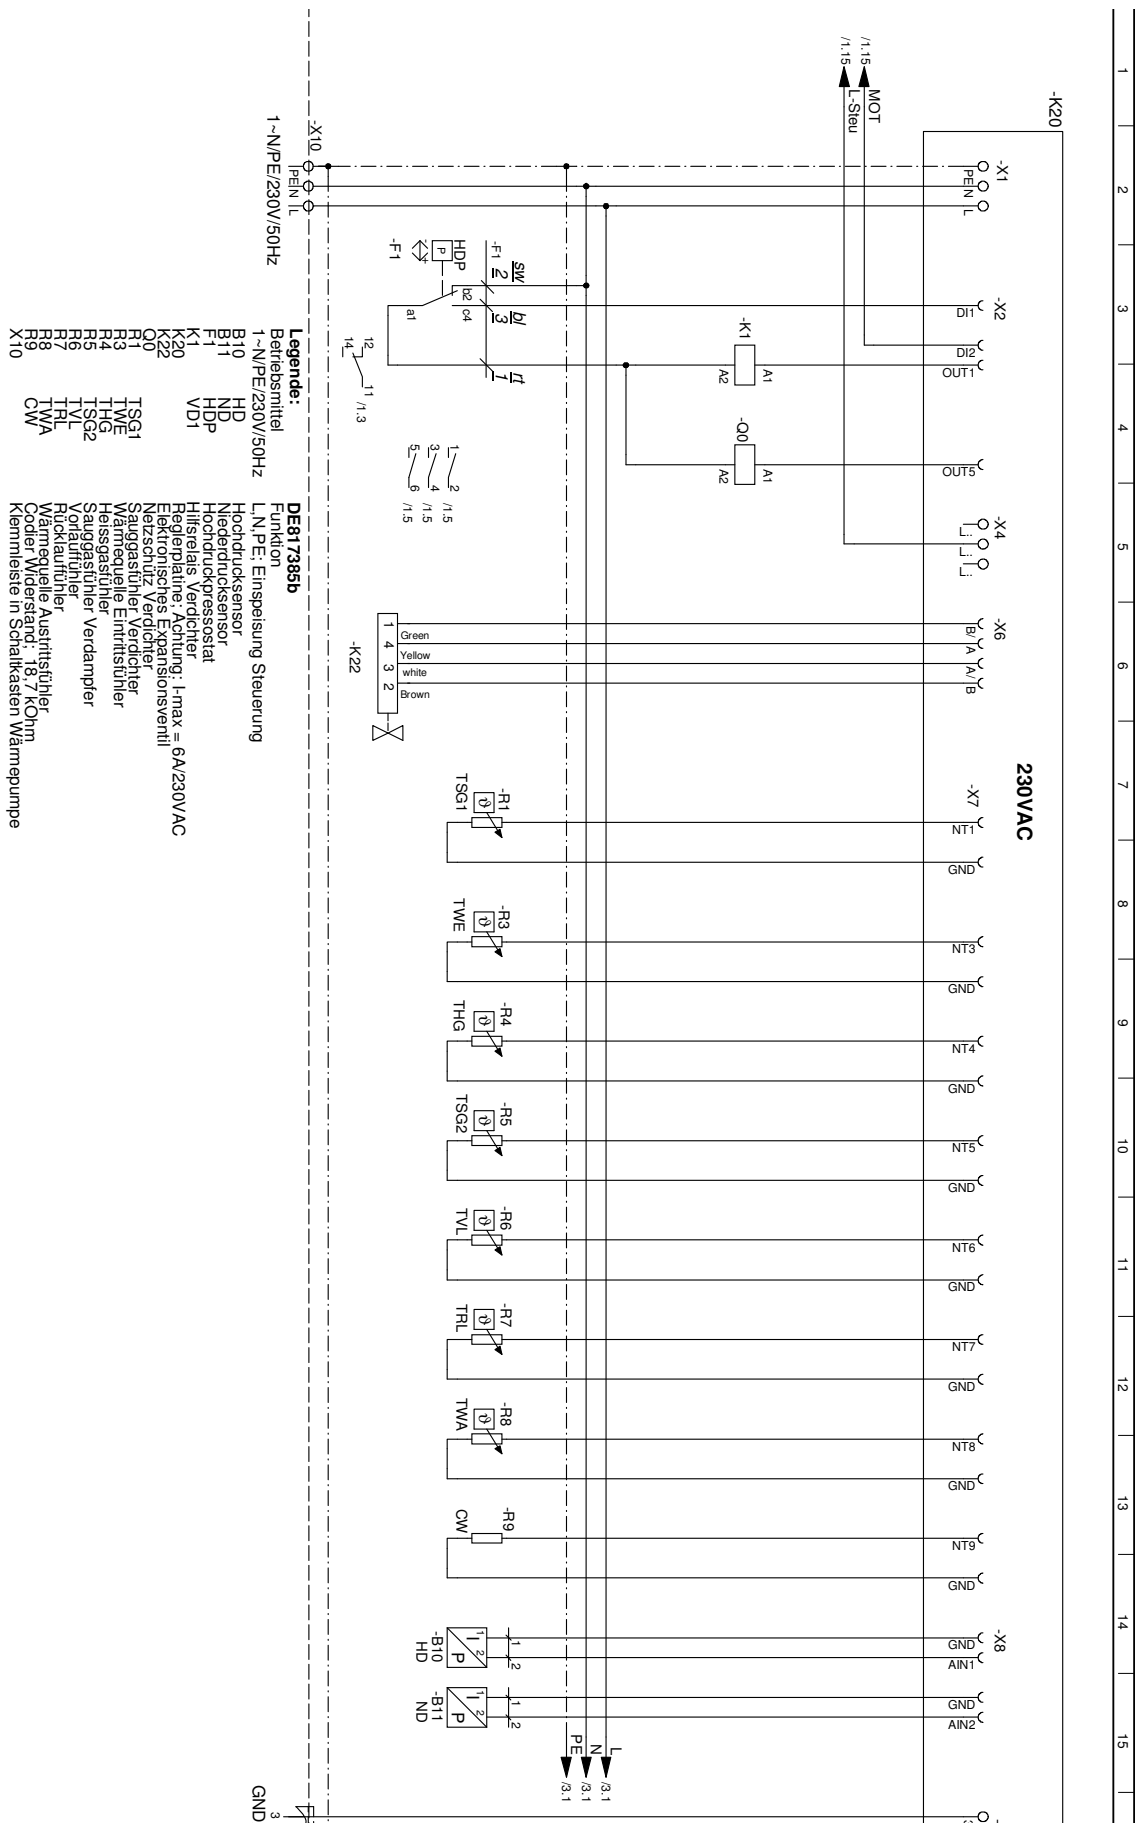 1
2
3
4
5
6
7
8
9
10
11
12
13
14
15
-K20
230VAC
-X1
PE
N
L
-X2
DI1
DI2
OUT1
OUT5
-X4
L::
L::
L::
-X6
B/
A
A/
B
-X7
NT1
GND
NT3
GND
NT4
GND
NT5
GND
NT6
GND
NT7
GND
NT8
GND
NT9
GND
-X8
GND
AIN1
GND
AIN2
MOT
/1.15
L-Steu
/1.15
-K1
A1
A2
-Q0
A1
A2
L
/3.1
N
/3.1
PE
/3.1
sw
bl
rt
-F1
2
3
1
HDP
P
-F1
b2
c4
a1
12
14
11
/1.3
1
2
/1.5
3
4
/1.5
5
6
/1.5
1
4
3
2
Green
Yellow
white
Brown
-K22
-R1
ϑ
TSG1
-R3
ϑ
TWE
-R4
ϑ
THG
-R5
ϑ
TSG2
-R6
ϑ
TVL
-R7
ϑ
TRL
-R8
ϑ
TWA
-R9
CW
1
2
1
2
I
P
-B10
HD
1
2
1
2
I
P
-B11
ND
-X10
PE
N
L
1~N/PE/230V/50Hz
3
GND
Legende: DE817385b
Betriebsmittel Funktion
1~N/PE/230V/50Hz L,N,PE; Einspeisung Steuerung
B10 HD Hochdrucksensor
B11 ND Niederdrucksensor
F1 HDP Hochdruckpressostat
K1 VD1 Hilfsrelais Verdichter
K20 Reglerplatine; Achtung: I-max = 6A/230VAC
K22 Elektronisches Expansionsventil
Q0 Netzschütz Verdichter
R1 TSG1 Sauggasfühler Verdichter
R3 TWE Wärmequelle Eintrittsfühler
R4 THG Heissgasfühler
R5 TSG2 Sauggasfühler Verdampfer
R6 TVL Vorlauffühler
R7 TRL Rücklauffühler
R8 TWA Wärmequelle Austrittsfühler
R9 CW Codier Widerstand; 18,7 kOhm
X10 Klemmleiste in Schaltkasten Wärmepumpe